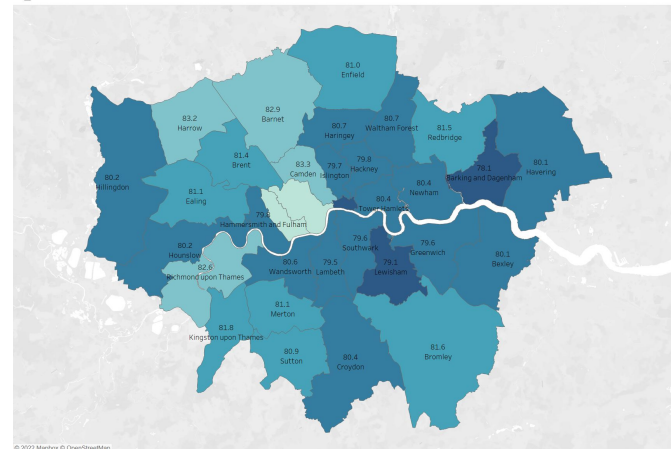 81.0
Enfield
82.9
Barnet
83.2
Harrow
80.7
Haringey
80.7
Waltham Forest
81.5
Redbridge
81.4
Brent
83.3
Camden
79.7
Islington
79.8
Hackney
78.1
Barking and Dagenham
80.1
Havering
80.2
Hillingdon
81.1
Ealing
80.4
Newham
80.4
Tower Hamlets
Hammersmith and Fulham
80.2
Hounslow
79.6
Southwark
79.6
Greenwich
82.6
Richmond upon Thames
80.6
Wandsworth
79.5
Lambeth
79.1
Lewisham
80.1
Bexley
81.1
Merton
81.8
Kingston upon Thames
80.9
Sutton
80.4
Croydon
81.6
Bromley
© 2022 Mapbox © OpenStreetMap